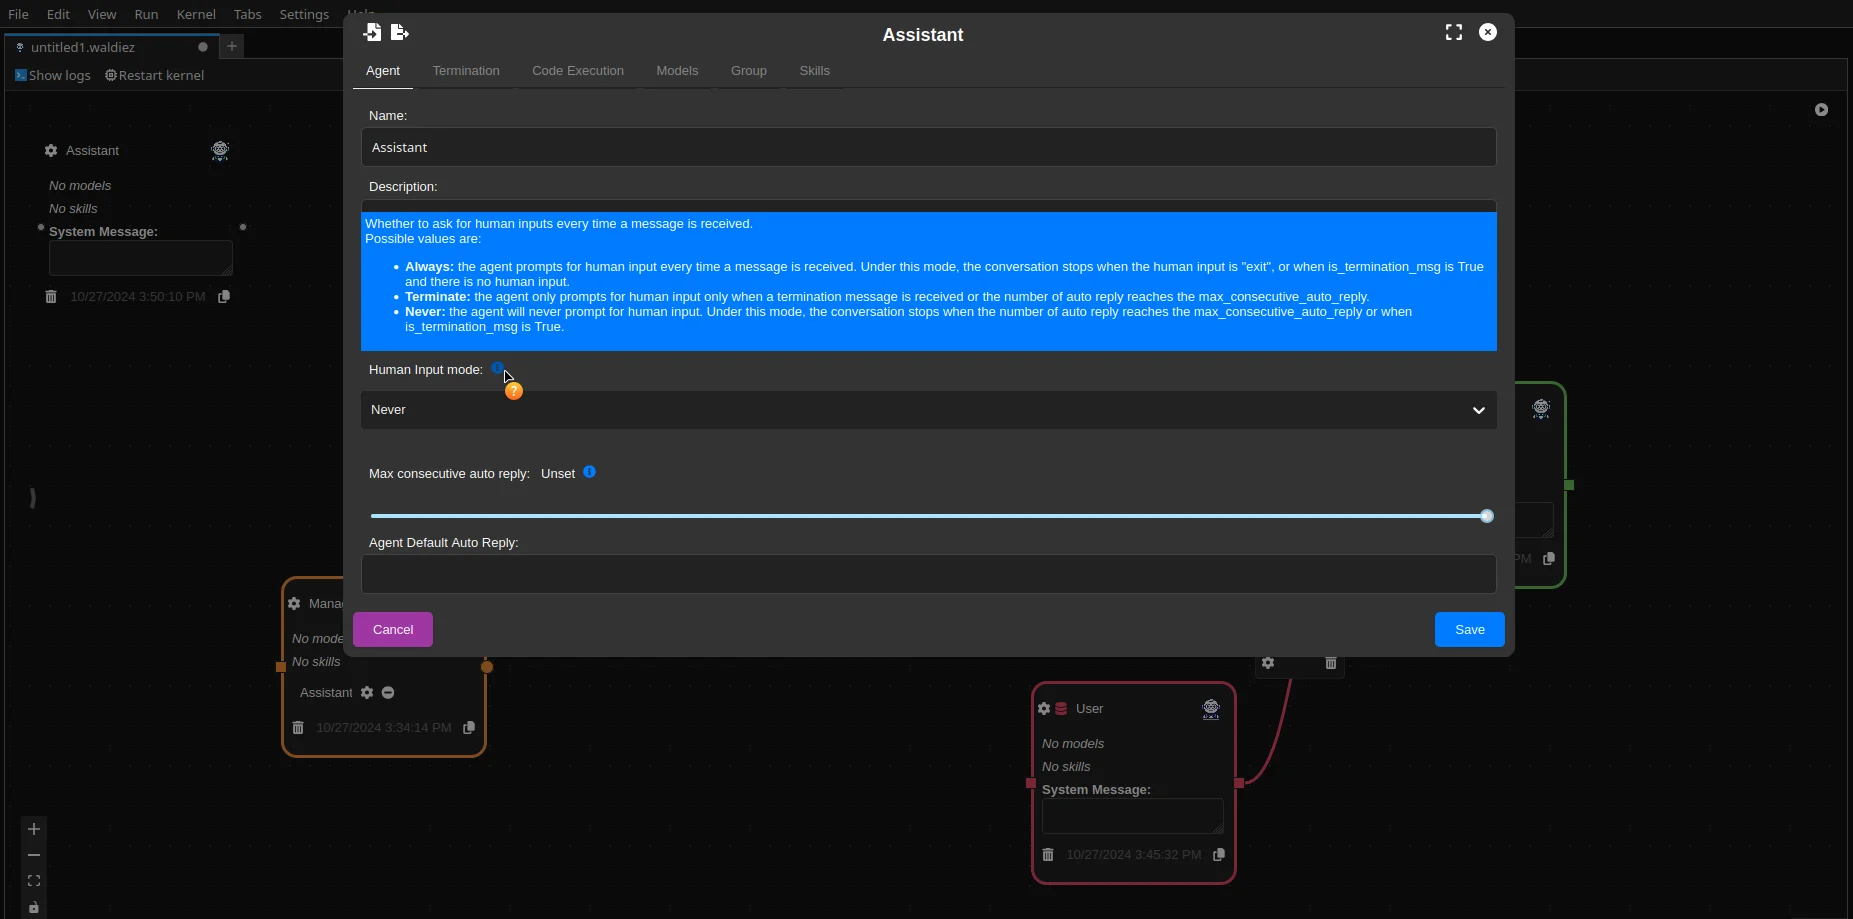 File Edit View Run Kernel Tabs Settings
untitled1.waldiez
Show logs Restart kernel
Assistant
No models
No skills
System Message:
10/27/2024 3:50:10 PM
Assistant
Agent Termination Code Execution Models Group Skills
Name:
Assistant
Description:
Whether to ask for human inputs every time a message is received.
Possible values are:
• Always: the agent prompts for human input every time a message is received. Under this mode, the conversation stops when the human input is "exit", or when is_termination_msg is True
and there is no human input.
• Terminate: the agent only prompts for human input only when a termination message is received or the number of auto reply reaches the max_consecutive_auto_reply.
• Never: the agent will never prompt for human input. Under this mode, the conversation stops when the number of auto reply reaches the max_consecutive_auto_reply or when
is_termination_msg is True.
Human Input mode:
?
Never
Max consecutive auto reply: Unset
Agent Default Auto Reply:
Cancel
Save
PM
Mana
No mode
No skills
Assistant
10/27/2024 3:34:14 PM
User
No models
No skills
System Message:
10/27/2024 3:45:32 PM